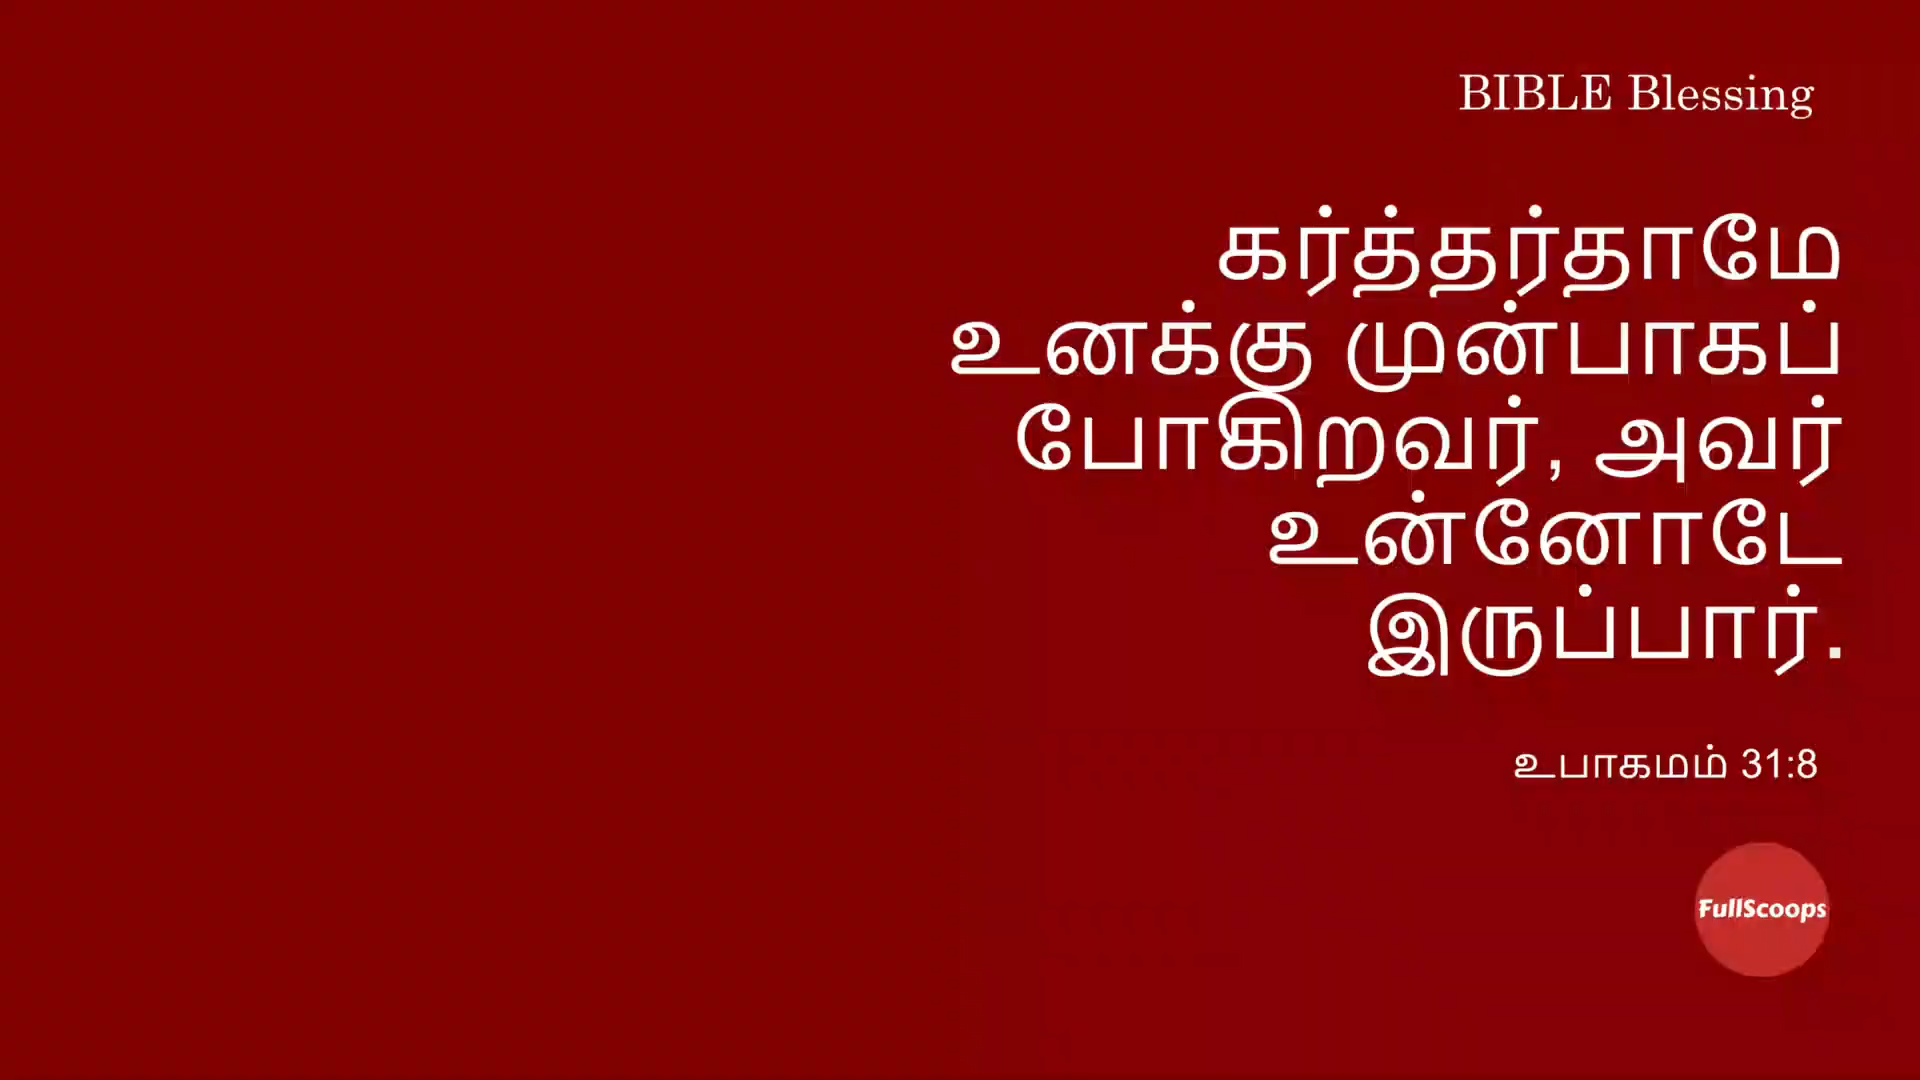 BIBLE Blessing
கர்த்தர்தாமே
உனக்கு முன்பாகப்
போகிறவர், அவர்
உன்னோடே
இருப்பார்.
உபாகமம் 31:8
FullScoops